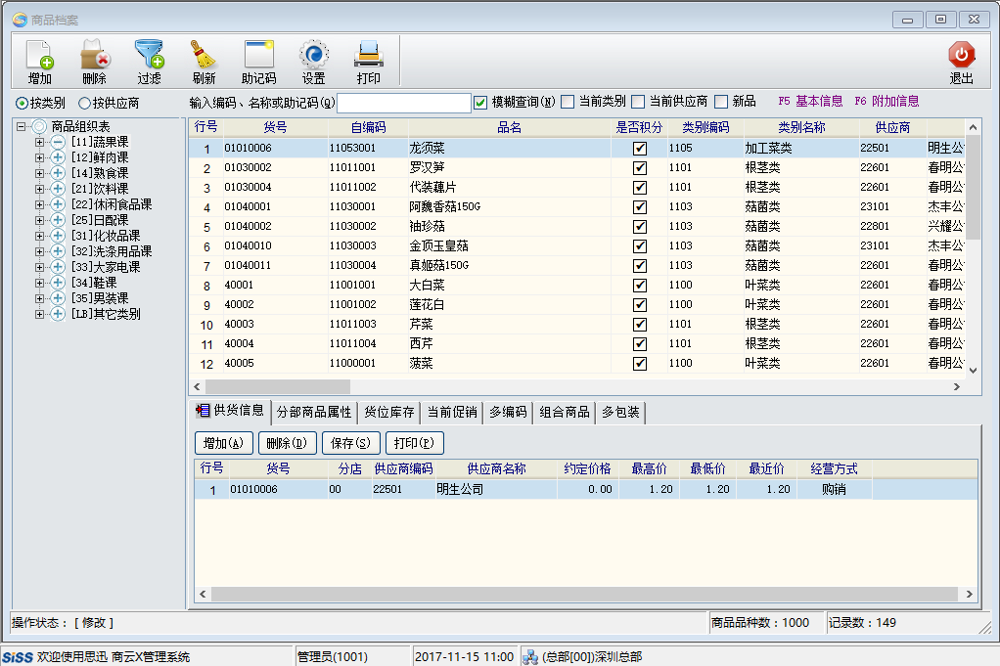 商品档案
增加 删除 过滤 刷新 助记码 设置 打印 退出
按类别 按供应商 输入编码、名称或助记码(Q) 模糊查询(N) 当前类别 当前供应商 新品 F5 基本信息 F6 附加信息
商品组织表
[11]蔬果课
[12]鲜肉课
[14]熟食课
[21]饮料课
[22]休闲食品课
[25]日配课
[31]化妆品课
[32]洗涤用品课
[33]大家电课
[34]鞋课
[35]男装课
[LB]其它类别
行号 货号 自编码 品名 是否积分 类别编码 类别名称 供应商
1 01010006 11053001 龙须菜 1105 加工菜类 22501 明生公
2 01030002 11011001 罗汉笋 1101 根茎类 22601 春明公
3 01030004 11011002 代装藕片 1101 根茎类 22601 春明公
4 01040001 11030001 阿魏香菇150G 1103 菇菌类 23101 杰丰公
5 01040002 11030002 袖珍菇 1103 菇菌类 22801 兴耀公
6 01040010 11030003 金顶玉皇菇 1103 菇菌类 23101 杰丰公
7 01040011 11030004 真姬菇150G 1103 菇菌类 22601 春明公
8 40001 11001001 大白菜 1100 叶菜类 22601 春明公
9 40002 11001002 莲花白 1100 叶菜类 22601 春明公
10 40003 11011003 芹菜 1101 根茎类 22601 春明公
11 40004 11011004 西芹 1101 根茎类 22601 春明公
12 40005 11000001 菠菜 1100 叶菜类 22601 春明公
供货信息 分部商品属性 货位库存 当前促销 多编码 组合商品 多包装
增加(A) 删除(D) 保存(S) 打印(P)
行号 货号 分店 供应商编码 供应商名称 约定价格 最高价 最低价 最近价 经营方式
1 01010006 00 22501 明生公司 0.00 1.20 1.20 1.20 购销
操作状态：[ 修改 ] 商品品种数：1000 记录数：149
SiSS 欢迎使用思迅 商云X管理系统 管理员(1001) 2017-11-15 11:00 (总部[00])深圳总部